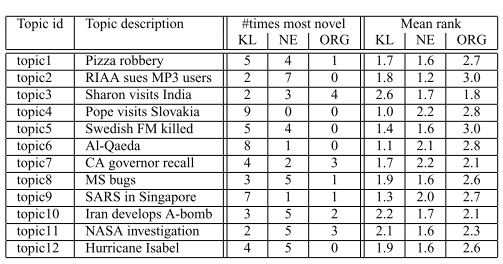 Topic id Topic description #times most novel Mean rank
KL NE ORG KL NE ORG
topic1 Pizza robbery 5 4 1 1.7 1.6 2.7
topic2 RIAA sues MP3 users 2 7 0 1.8 1.2 3.0
topic3 Sharon visits India 2 3 4 2.6 1.7 1.8
topic4 Pope visits Slovakia 9 0 0 1.0 2.2 2.8
topic5 Swedish FM killed 5 4 0 1.4 1.6 3.0
topic6 Al-Qaeda 8 1 0 1.1 2.1 2.8
topic7 CA governor recall 4 2 3 1.7 2.2 2.1
topic8 MS bugs 3 5 1 1.9 1.6 2.6
topic9 SARS in Singapore 7 1 1 1.3 2.0 2.7
topic10 Iran develops A-bomb 3 5 2 2.2 1.7 2.1
topic11 NASA investigation 2 5 3 2.1 1.6 2.3
topic12 Hurricane Isabel 4 5 0 1.9 1.6 2.6